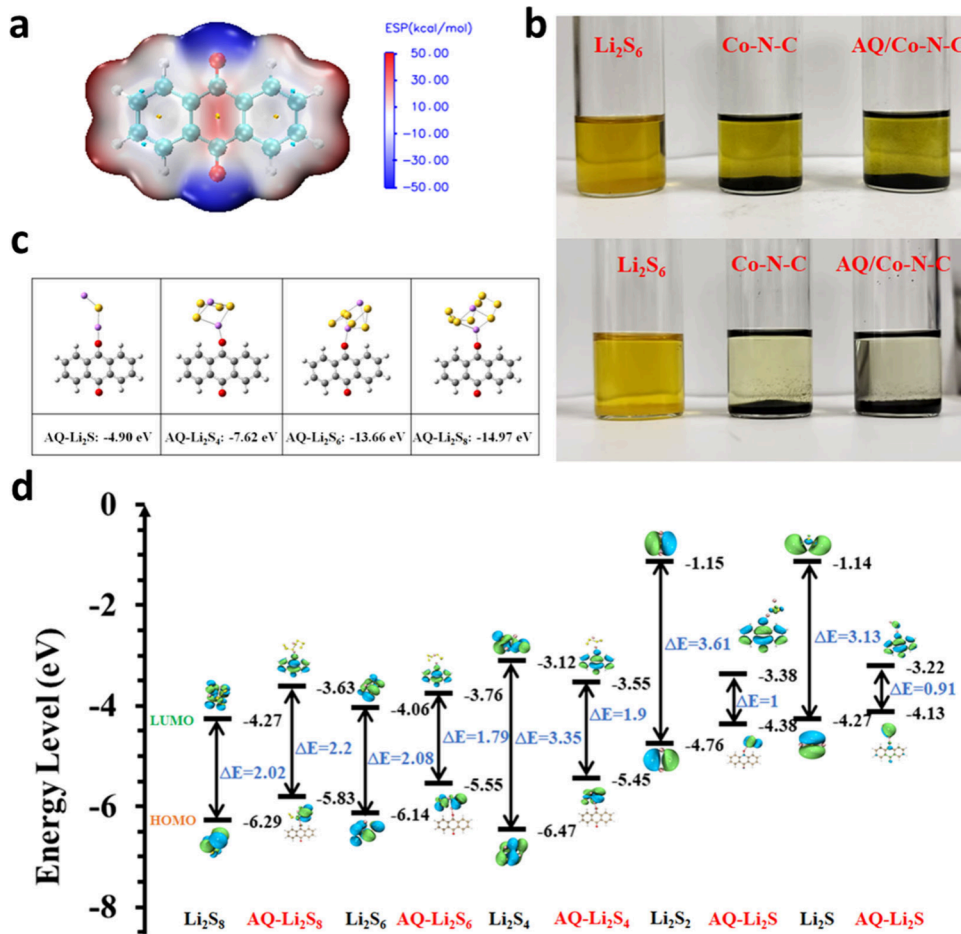 a
ESP(kcal/mol)
50.00
30.00
10.00
-10.00
-30.00
-50.00
b
Li₂S₆
Co-N-C
AQ/Co-N-C
Li₂S₆
Co-N-C
AQ/Co-N-C
c
AQ-Li₂S: -4.90 eV
AQ-Li₂S₄: -7.62 eV
AQ-Li₂S₆: -13.66 eV
AQ-Li₂S₈: -14.97 eV
d
Energy Level (eV)
0
-2
-4
-6
-8
LUMO
HOMO
-4.27
ΔE=2.02
-6.29
-3.63
ΔE=2.2
-5.83
-4.06
ΔE=2.08
-6.14
-3.76
ΔE=1.79
-5.55
-3.12
ΔE=3.35
-6.47
-3.55
ΔE=1.9
-5.45
-1.15
ΔE=3.61
-4.76
-3.38
ΔE=1
-4.38
-1.14
ΔE=3.13
-4.27
-3.22
ΔE=0.91
-4.13
Li₂S₈
AQ-Li₂S₈
Li₂S₆
AQ-Li₂S₆
Li₂S₄
AQ-Li₂S₄
Li₂S₂
AQ-Li₂S
Li₂S
AQ-Li₂S